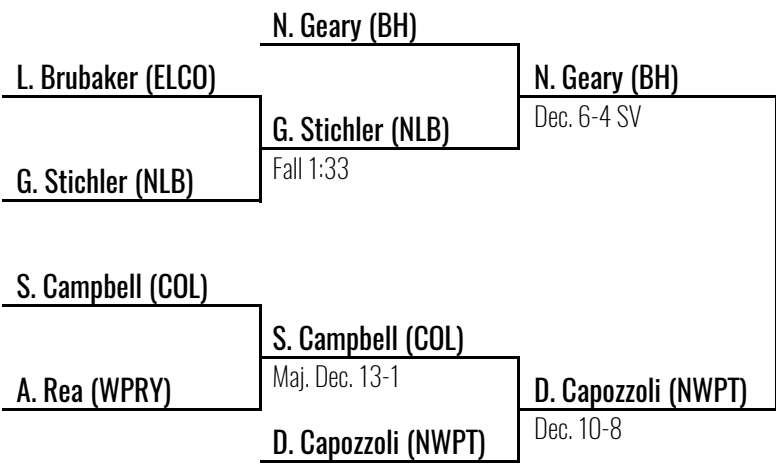 N. Geary (BH)
L. Brubaker (ELCO)
N. Geary (BH)
Dec. 6-4 SV
G. Stichler (NLB)
Fall 1:33
G. Stichler (NLB)
S. Campbell (COL)
S. Campbell (COL)
Maj. Dec. 13-1
A. Rea (WPRY)
D. Capozzoli (NWPT)
Dec. 10-8
D. Capozzoli (NWPT)